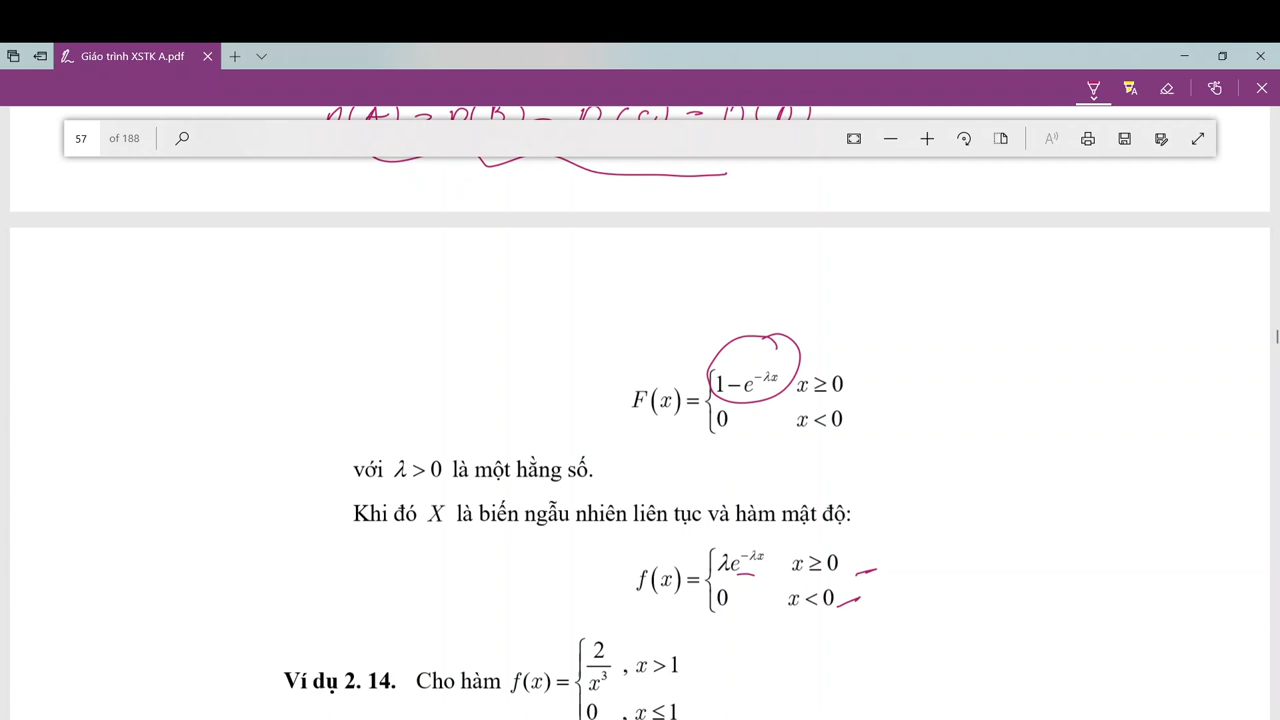 Giáo trình XSTK A.pdf
57 of 188
F(x) = { 1 − e^{−λx} x ≥ 0
0 x < 0
với λ > 0 là một hằng số.
Khi đó X là biến ngẫu nhiên liên tục và hàm mật độ:
f(x) = { λe^{−λx} x ≥ 0
0 x < 0
Ví dụ 2. 14. Cho hàm f(x) = { 2/x³ , x > 1
0 , x ≤ 1